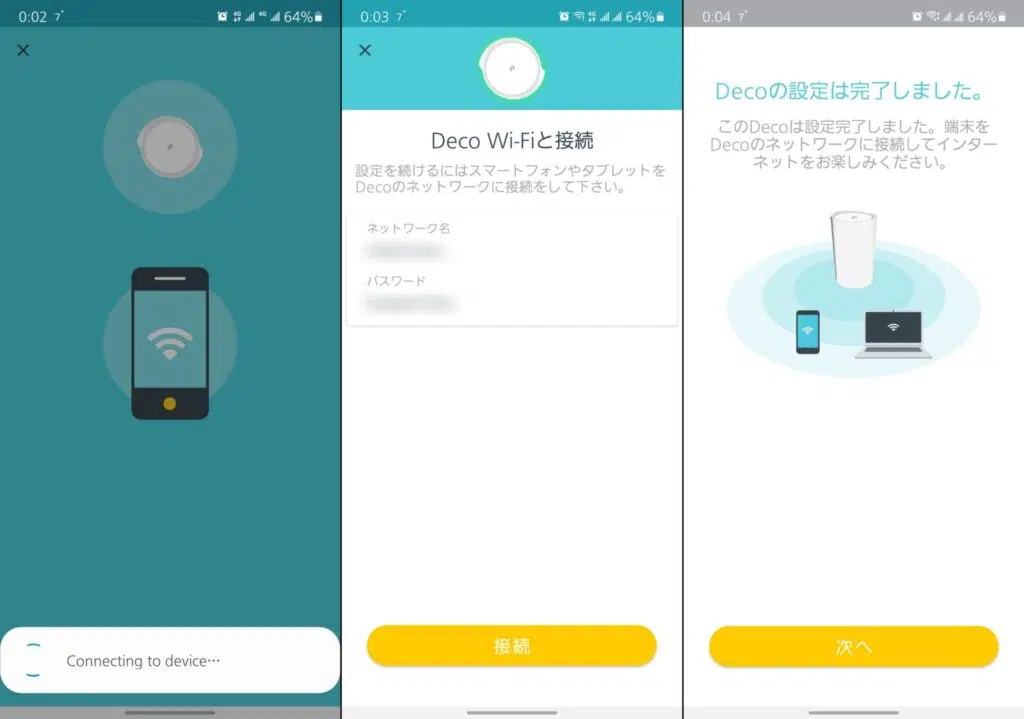 0:02 7°
4G 4G 64%
Connecting to device…
0:03 7°
4G 64%
Deco Wi-Fiと接続
設定を続けるにはスマートフォンやタブレットを
Decoのネットワークに接続をして下さい。
ネットワーク名
パスワード
接続
0:04 7°
64%
Decoの設定は完了しました。
このDecoは設定完了しました。端末を
Decoのネットワークに接続してインター
ネットをお楽しみください。
次へ